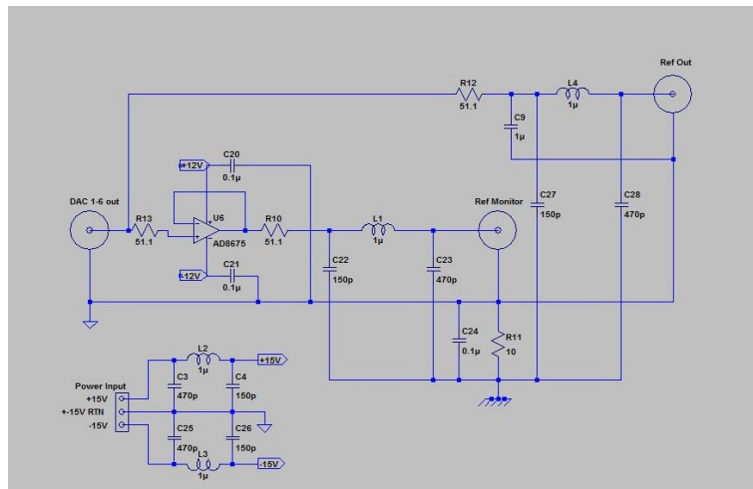 Ref Out
R12
51.1
L4
1µ
C9
1µ
C20
+12V
0.1µ
C27
150p
C28
470p
DAC 1-6 out
R13
51.1
U6
AD8675
R10
51.1
L1
1µ
Ref Monitor
-12V
C21
0.1µ
C22
150p
C23
470p
C24
0.1µ
R11
10
L2
1µ
+15V
Power Input
+15V
+-15V RTN
-15V
C3
470p
C4
150p
C25
470p
C26
150p
L3
1µ
-15V